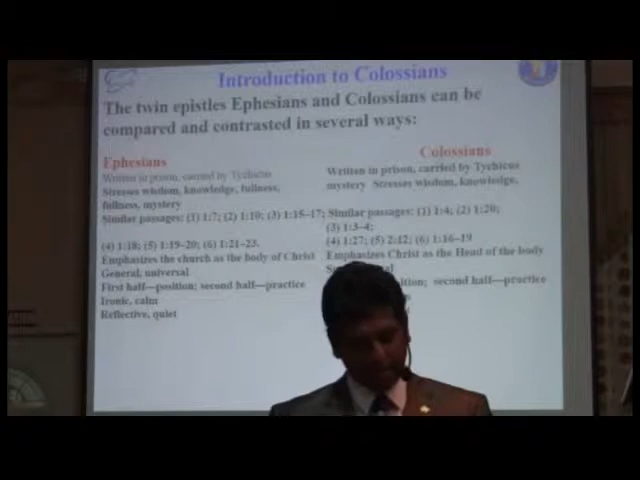 Introduction to Colossians
The twin epistles Ephesians and Colossians can be
compared and contrasted in several ways:
Ephesians
Written in prison, carried by Tychicus
Stresses wisdom, knowledge, fullness,
fullness, mystery
Similar passages: (1) 1:7; (2) 1:10; (3) 1:15–17;
(4) 1:18; (5) 1:19–20; (6) 1:21–23.
Emphasizes the church as the body of Christ
General, universal
First half—position; second half—practice
Ironic, calm
Reflective, quiet
Colossians
Written in prison, carried by Tychicus
mystery Stresses wisdom, knowledge,
Similar passages: (1) 1:4; (2) 1:20;
(3) 1:3–4;
(4) 1:27; (5) 2:12; (6) 1:16–19
Emphasizes Christ as the Head of the body
second half—practice